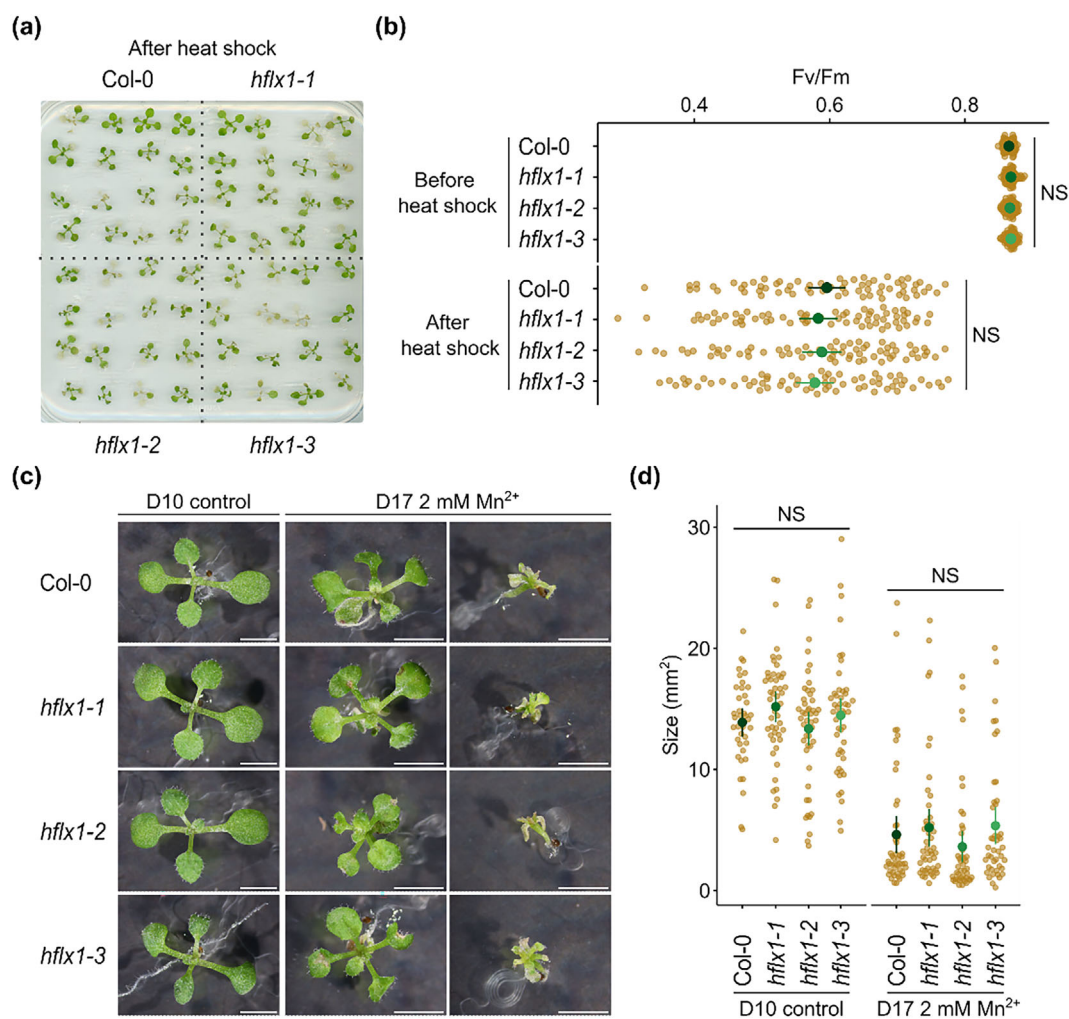 (a)
After heat shock
Col-0 hflx1-1
hflx1-2 hflx1-3
(b)
Fv/Fm
0.4 0.6 0.8
Before
heat shock
Col-0
hflx1-1
hflx1-2
hflx1-3
NS
After
heat shock
Col-0
hflx1-1
hflx1-2
hflx1-3
NS
(c)
D10 control D17 2 mM Mn²⁺
Col-0
hflx1-1
hflx1-2
hflx1-3
(d)
Size (mm²)
30
20
10
0
NS
NS
Col-0 hflx1-1 hflx1-2 hflx1-3 Col-0 hflx1-1 hflx1-2 hflx1-3
D10 control D17 2 mM Mn²⁺